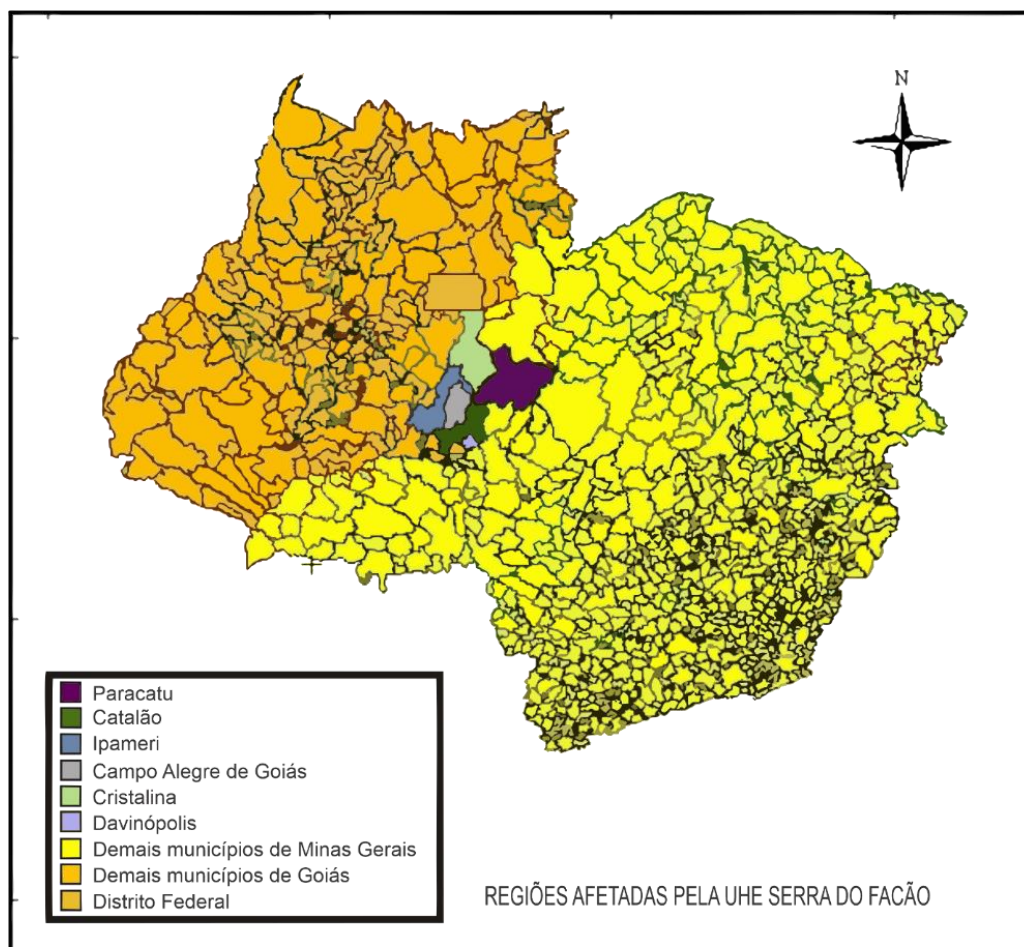 N
Paracatu
Catalão
Ipameri
Campo Alegre de Goiás
Cristalina
Davinópolis
Demais municípios de Minas Gerais
Demais municípios de Goiás
Distrito Federal
REGIÕES AFETADAS PELA UHE SERRA DO FACÃO